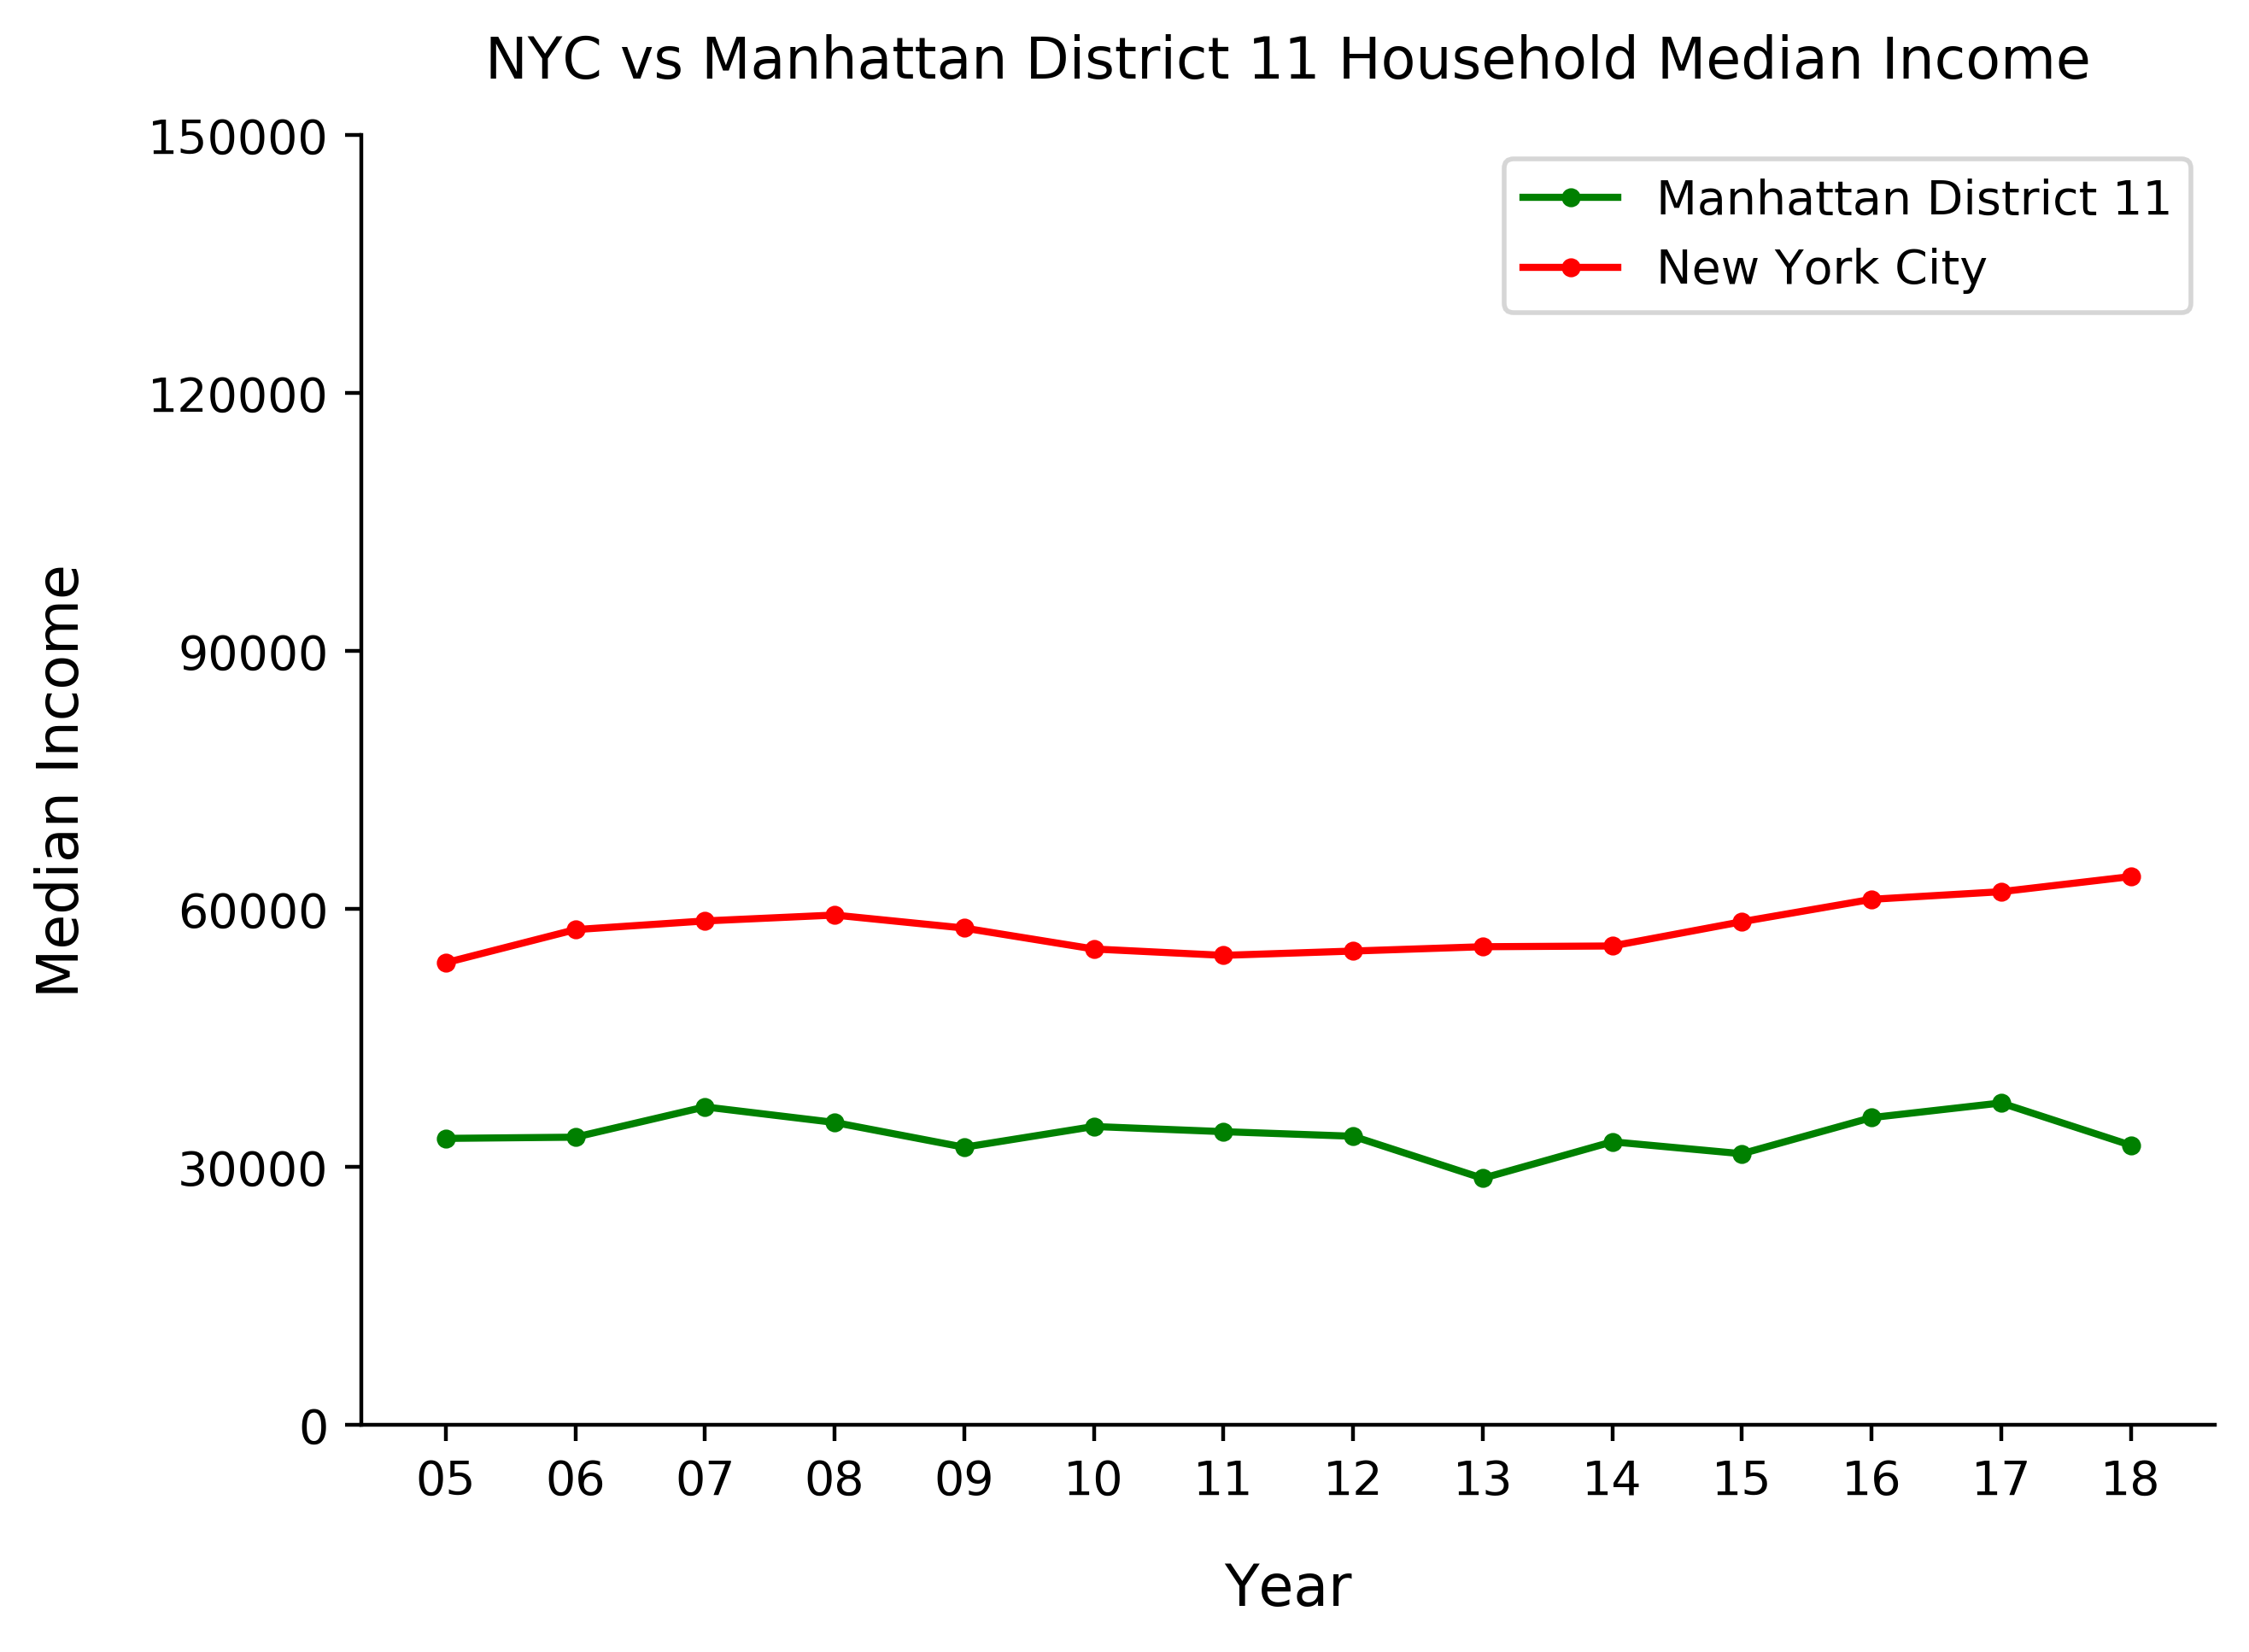 NYC vs Manhattan District 11 Household Median Income
150000
120000
90000
60000
30000
0
Median Income
Manhattan District 11
New York City
05 06 07 08 09 10 11 12 13 14 15 16 17 18
Year